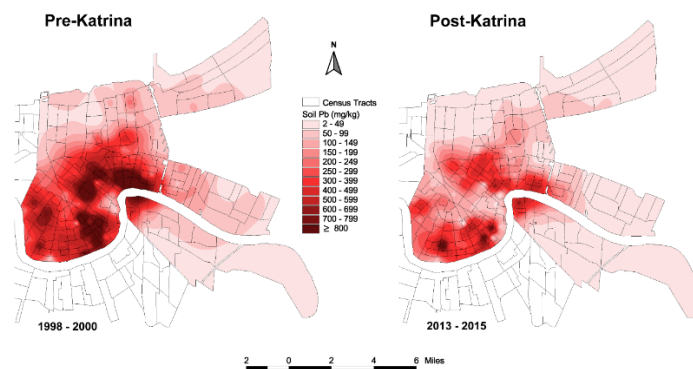 Pre-Katrina
Post-Katrina
N
Census Tracts
Soil Pb (mg/kg)
2 - 49
50 - 99
100 - 149
150 - 199
200 - 249
250 - 299
300 - 399
400 - 499
500 - 599
600 - 699
700 - 799
≥ 800
1998 - 2000
2013 - 2015
2 0 2 4 6 Miles